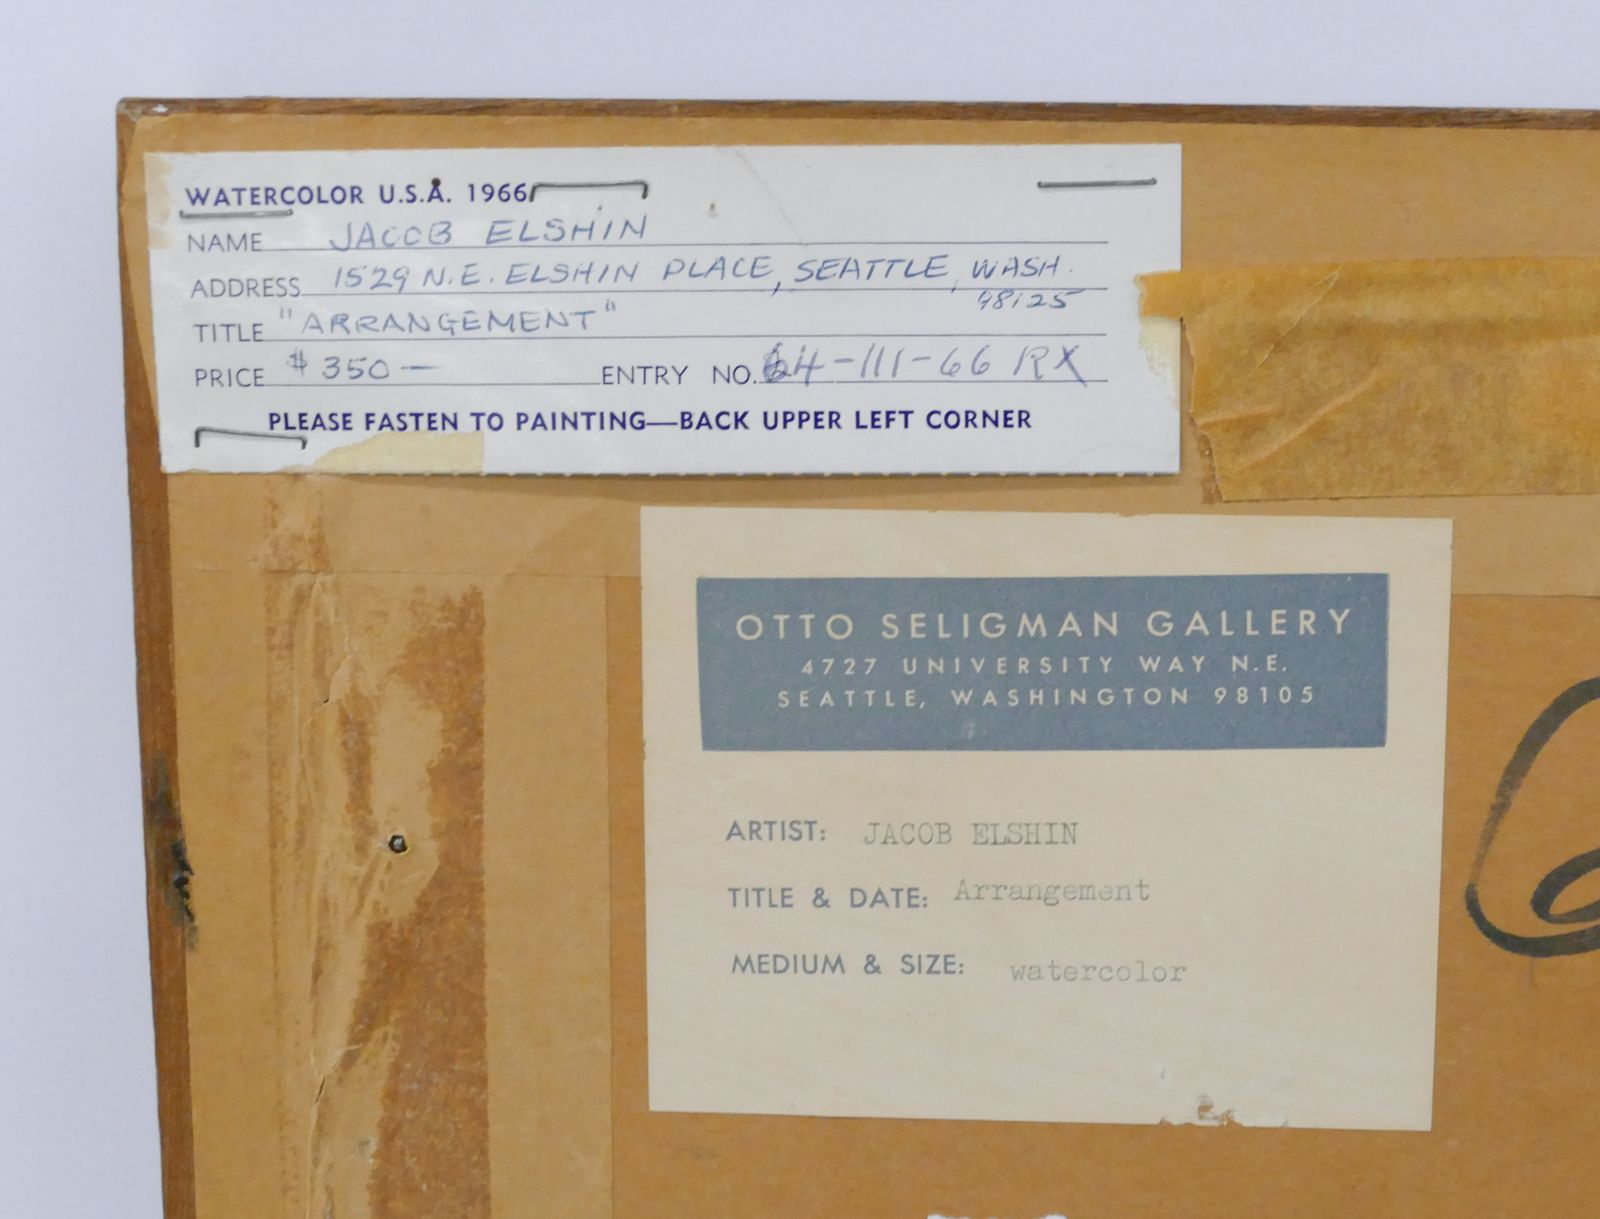 WATERCOLOR U.S.A. 1966
NAME JACOB ELSHIN
ADDRESS 1529 N.E. ELSHIN PLACE, SEATTLE, WASH.
98125
TITLE "ARRANGEMENT"
PRICE $350— ENTRY NO. 64-111-66 RX
PLEASE FASTEN TO PAINTING—BACK UPPER LEFT CORNER
OTTO SELIGMAN GALLERY
4727 UNIVERSITY WAY N.E.
SEATTLE, WASHINGTON 98105
ARTIST: JACOB ELSHIN
TITLE & DATE: Arrangement
MEDIUM & SIZE: watercolor